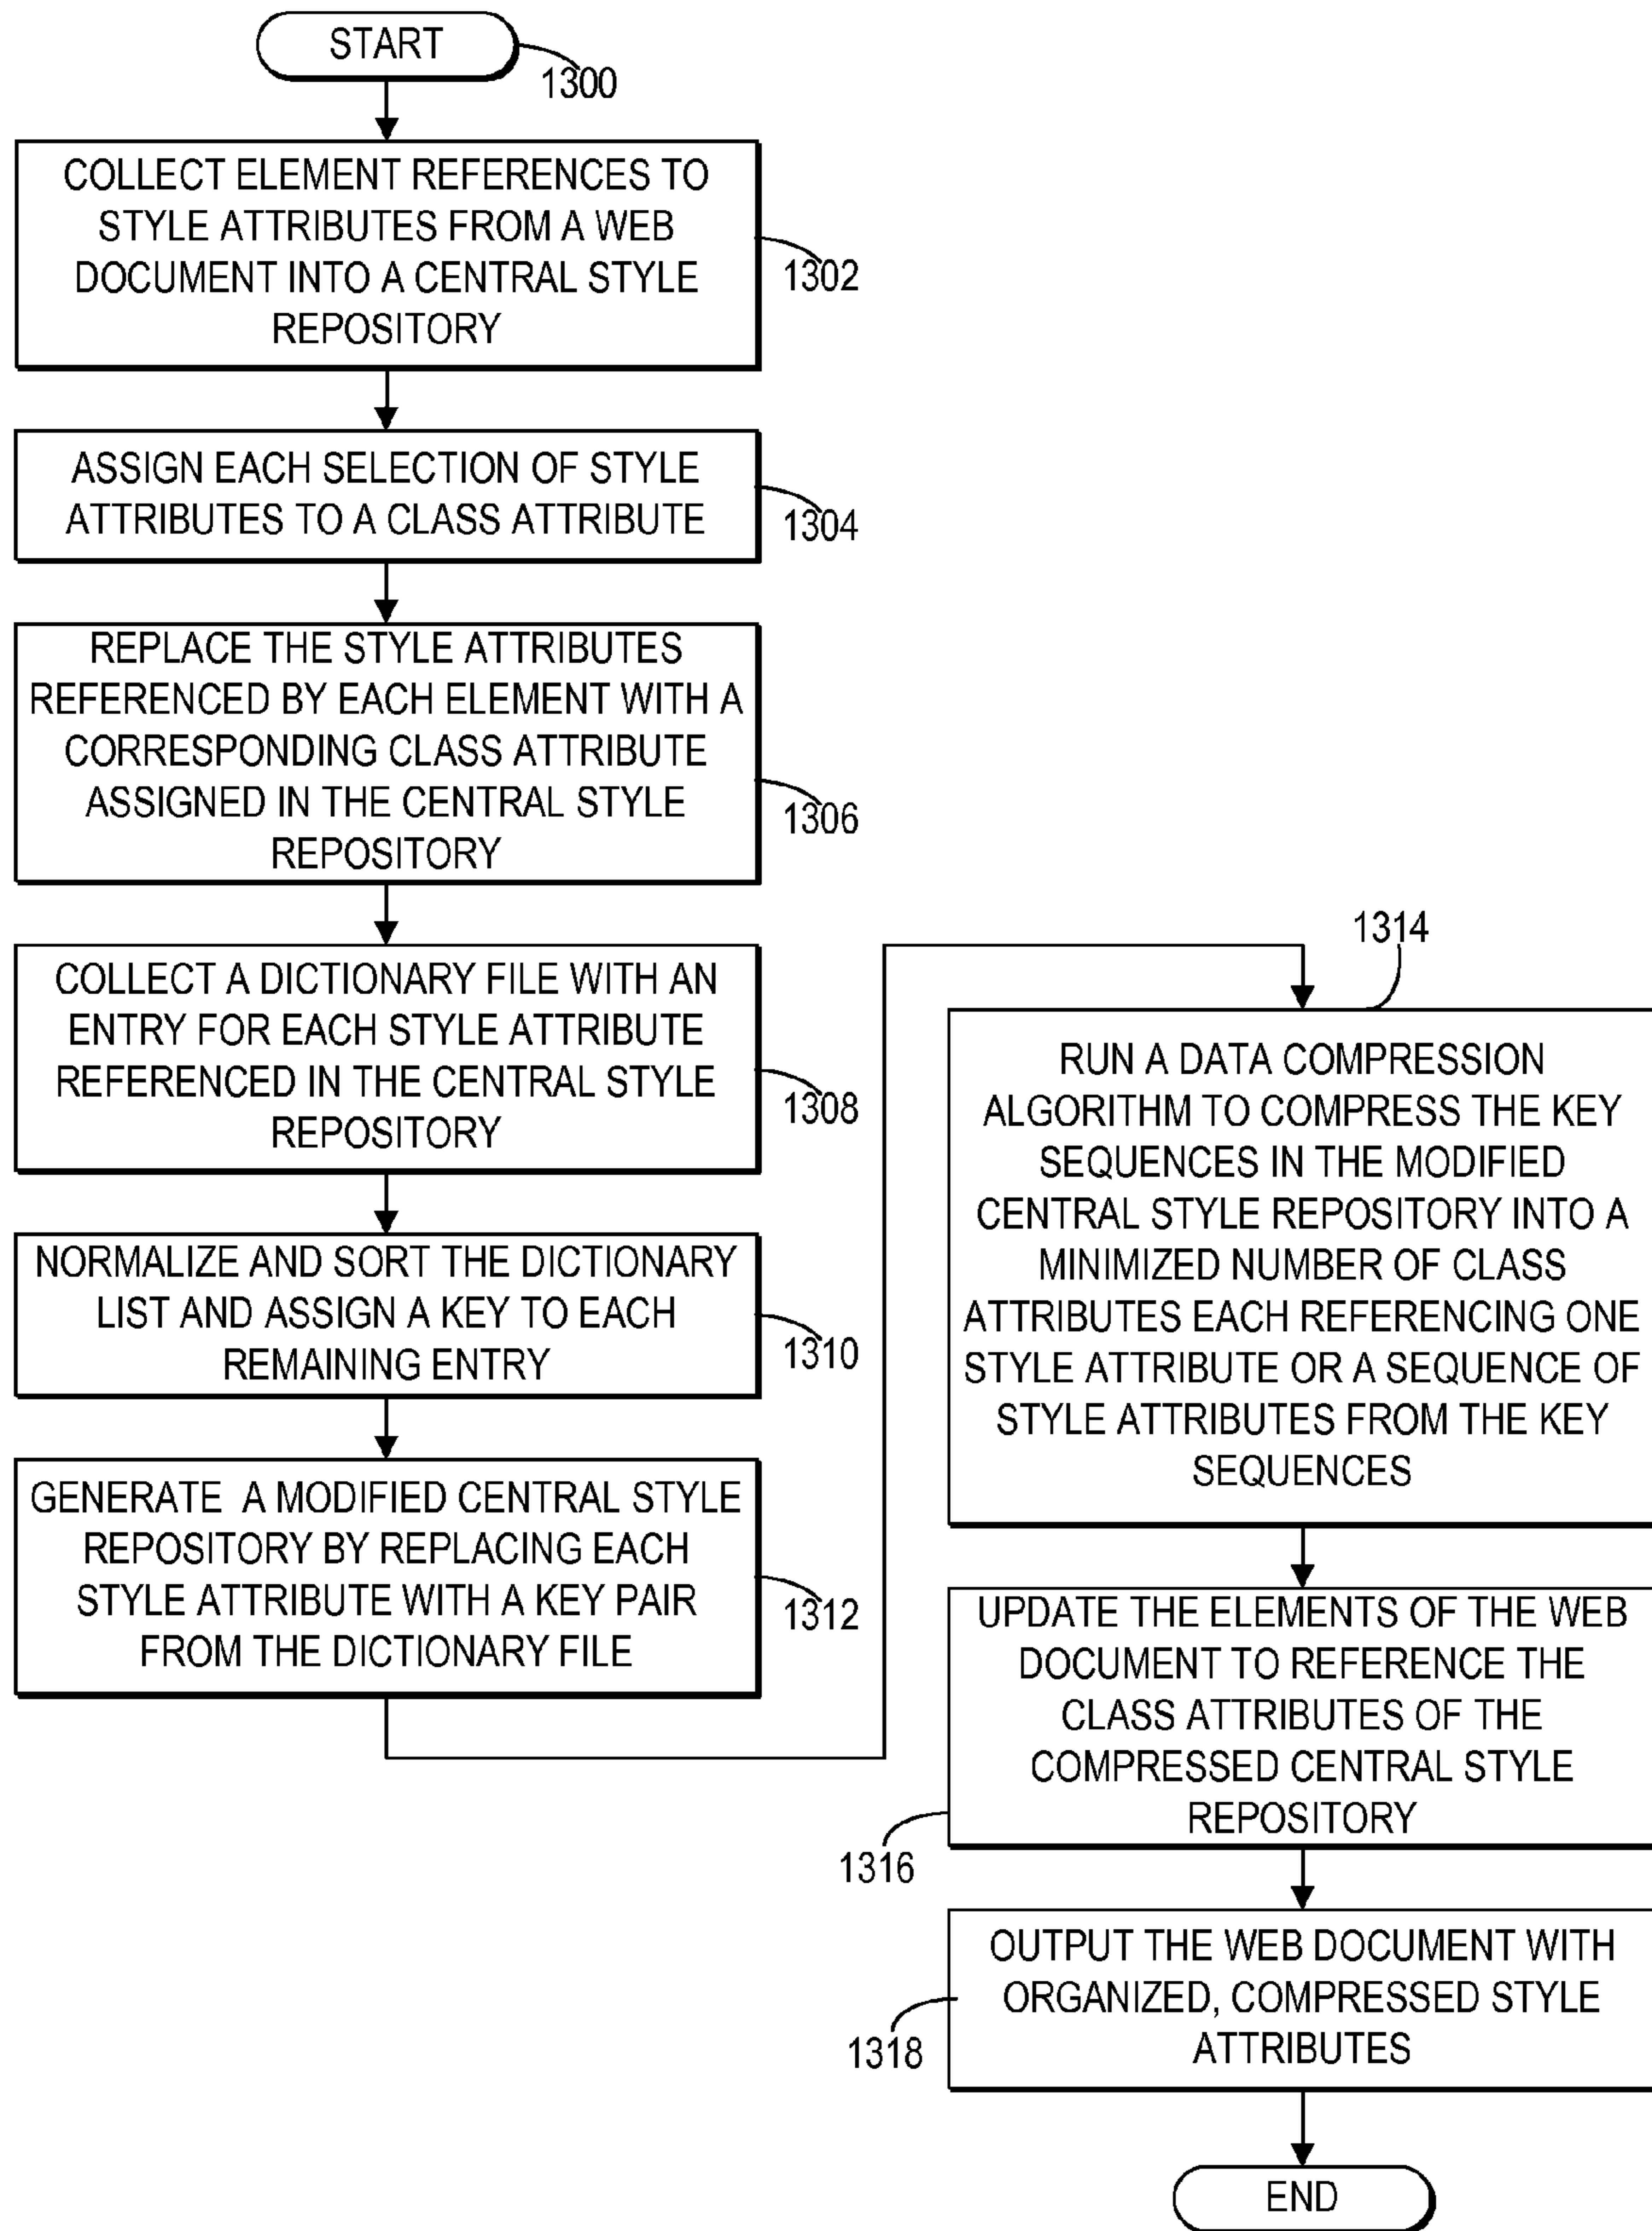 START
1300
COLLECT ELEMENT REFERENCES TO
STYLE ATTRIBUTES FROM A WEB
DOCUMENT INTO A CENTRAL STYLE
REPOSITORY
1302
ASSIGN EACH SELECTION OF STYLE
ATTRIBUTES TO A CLASS ATTRIBUTE
1304
REPLACE THE STYLE ATTRIBUTES
REFERENCED BY EACH ELEMENT WITH A
CORRESPONDING CLASS ATTRIBUTE
ASSIGNED IN THE CENTRAL STYLE
REPOSITORY
1306
COLLECT A DICTIONARY FILE WITH AN
ENTRY FOR EACH STYLE ATTRIBUTE
REFERENCED IN THE CENTRAL STYLE
REPOSITORY
1308
NORMALIZE AND SORT THE DICTIONARY
LIST AND ASSIGN A KEY TO EACH
REMAINING ENTRY
1310
GENERATE A MODIFIED CENTRAL STYLE
REPOSITORY BY REPLACING EACH
STYLE ATTRIBUTE WITH A KEY PAIR
FROM THE DICTIONARY FILE
1312
1314
RUN A DATA COMPRESSION
ALGORITHM TO COMPRESS THE KEY
SEQUENCES IN THE MODIFIED
CENTRAL STYLE REPOSITORY INTO A
MINIMIZED NUMBER OF CLASS
ATTRIBUTES EACH REFERENCING ONE
STYLE ATTRIBUTE OR A SEQUENCE OF
STYLE ATTRIBUTES FROM THE KEY
SEQUENCES
UPDATE THE ELEMENTS OF THE WEB
DOCUMENT TO REFERENCE THE
CLASS ATTRIBUTES OF THE
COMPRESSED CENTRAL STYLE
REPOSITORY
1316
OUTPUT THE WEB DOCUMENT WITH
ORGANIZED, COMPRESSED STYLE
ATTRIBUTES
1318
END